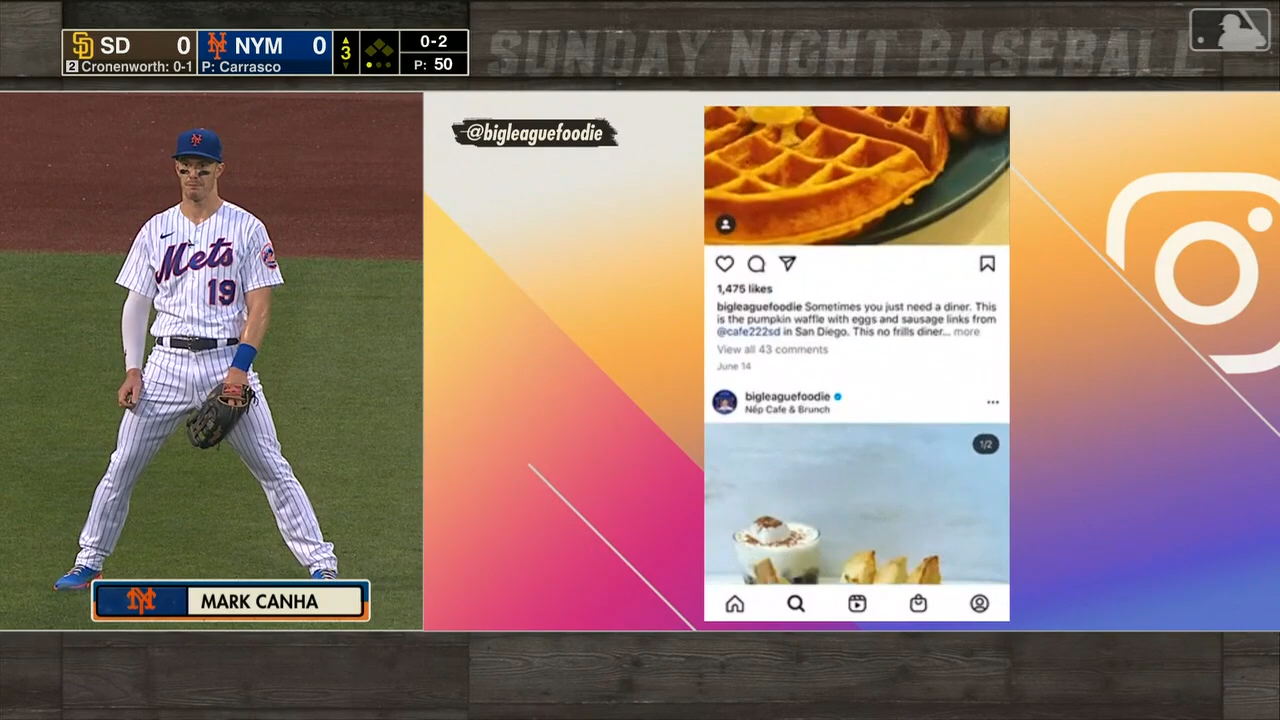 SD 0
2 Cronenworth: 0-1
NYM 0
P: Carrasco
3
0-2
P: 50
SUNDAY NIGHT BASEBALL
@bigleaguefoodie
Mets
19
MARK CANHA
1,475 likes
bigleaguefoodie Sometimes you just need a diner. This
is the pumpkin waffle with eggs and sausage links from
@cafe222sd in San Diego. This no frills diner... more
View all 43 comments
June 14
bigleaguefoodie
Nếp Cafe & Brunch
1/2